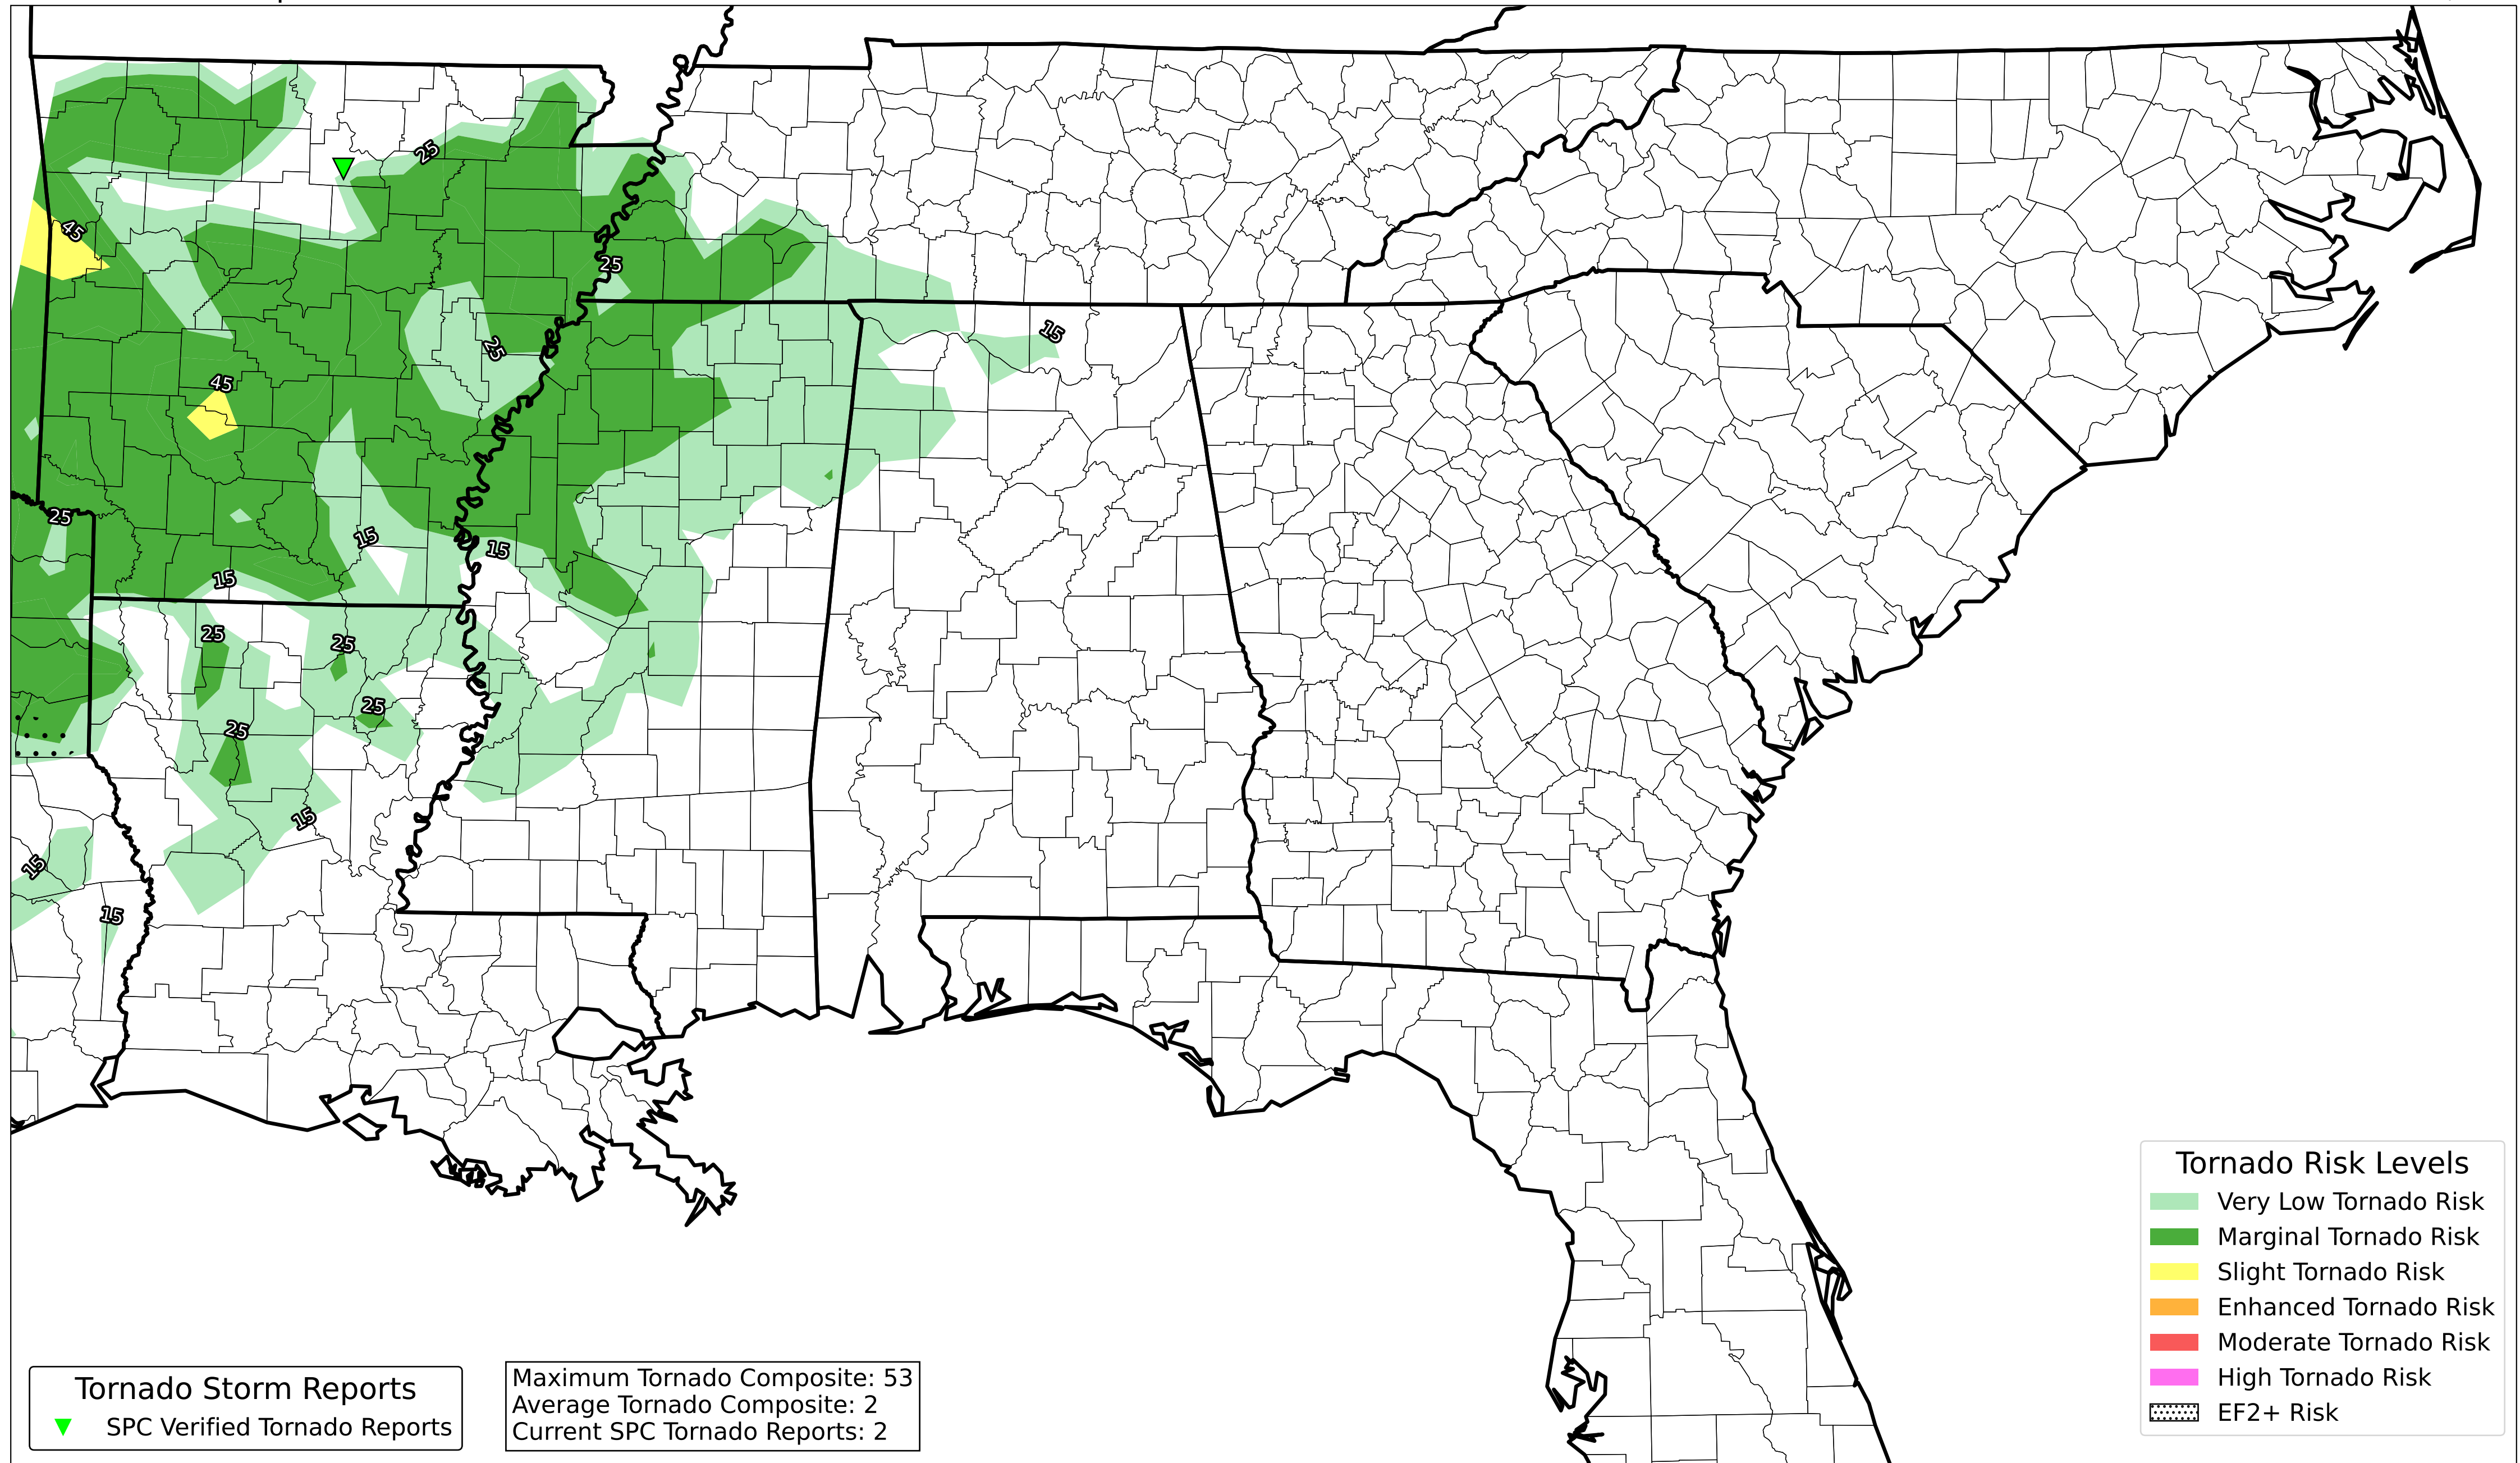 25
45
25
15
25
45
25
15
15
15
25
25
25
25
15
15
15
Tornado Risk Levels
Very Low Tornado Risk
Marginal Tornado Risk
Slight Tornado Risk
Enhanced Tornado Risk
Moderate Tornado Risk
High Tornado Risk
EF2+ Risk
Tornado Storm Reports
SPC Verified Tornado Reports
Maximum Tornado Composite: 53
Average Tornado Composite: 2
Current SPC Tornado Reports: 2